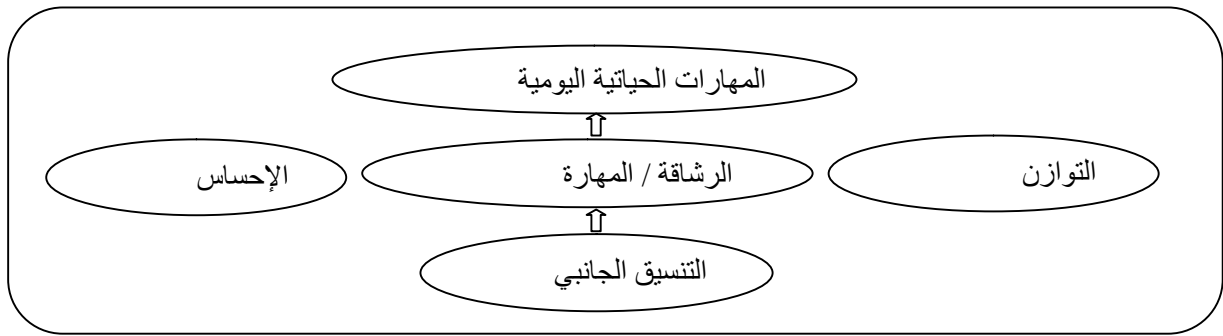 المهارات الحياتية اليومية
التوازن
الرشاقة / المهارة
الإحساس
التنسيق الجانبي